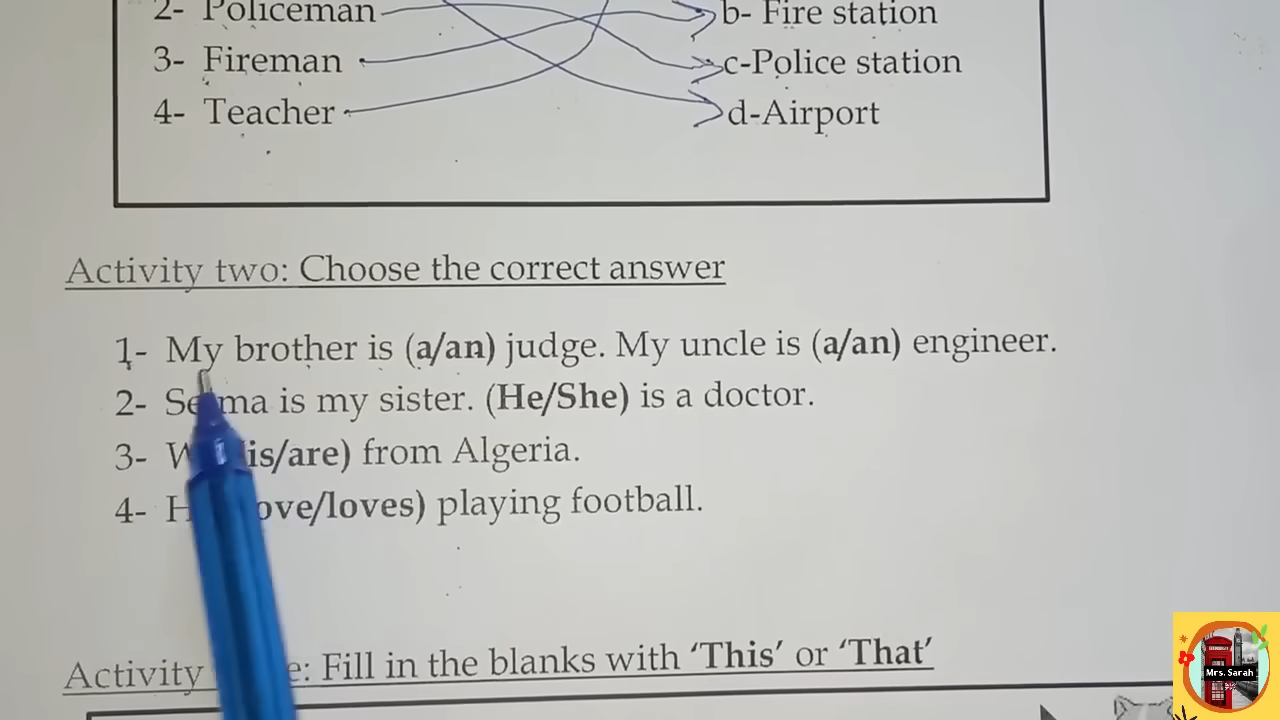 2- Policeman b- Fire station
3- Fireman c-Police station
4- Teacher d-Airport
Activity two: Choose the correct answer
1- My brother is (a/an) judge. My uncle is (a/an) engineer.
2- Se ma is my sister. (He/She) is a doctor.
3- is/are) from Algeria.
4- ove/loves) playing football.
Activity e: Fill in the blanks with ‘This’ or ‘That’
Mrs. Sarah